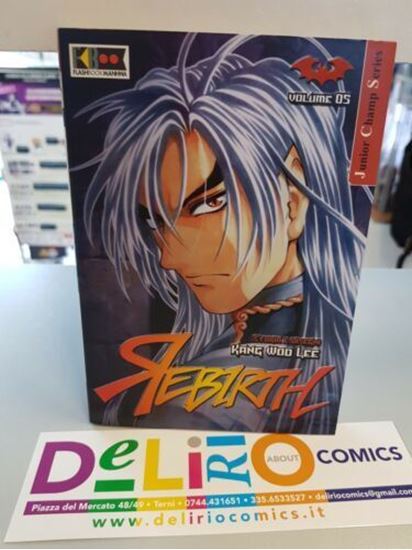 FLASHBOOK MANHWA
VOLUME 05
Junior Champ Series
KANG WOO LEE
REBIRTH
DELIRIO ABOUT COMICS
Piazza del Mercato 48/49 • Terni • 0744.431651 • 335.6533527 • deliriocomics@gmail.com
www.deliriocomics.it